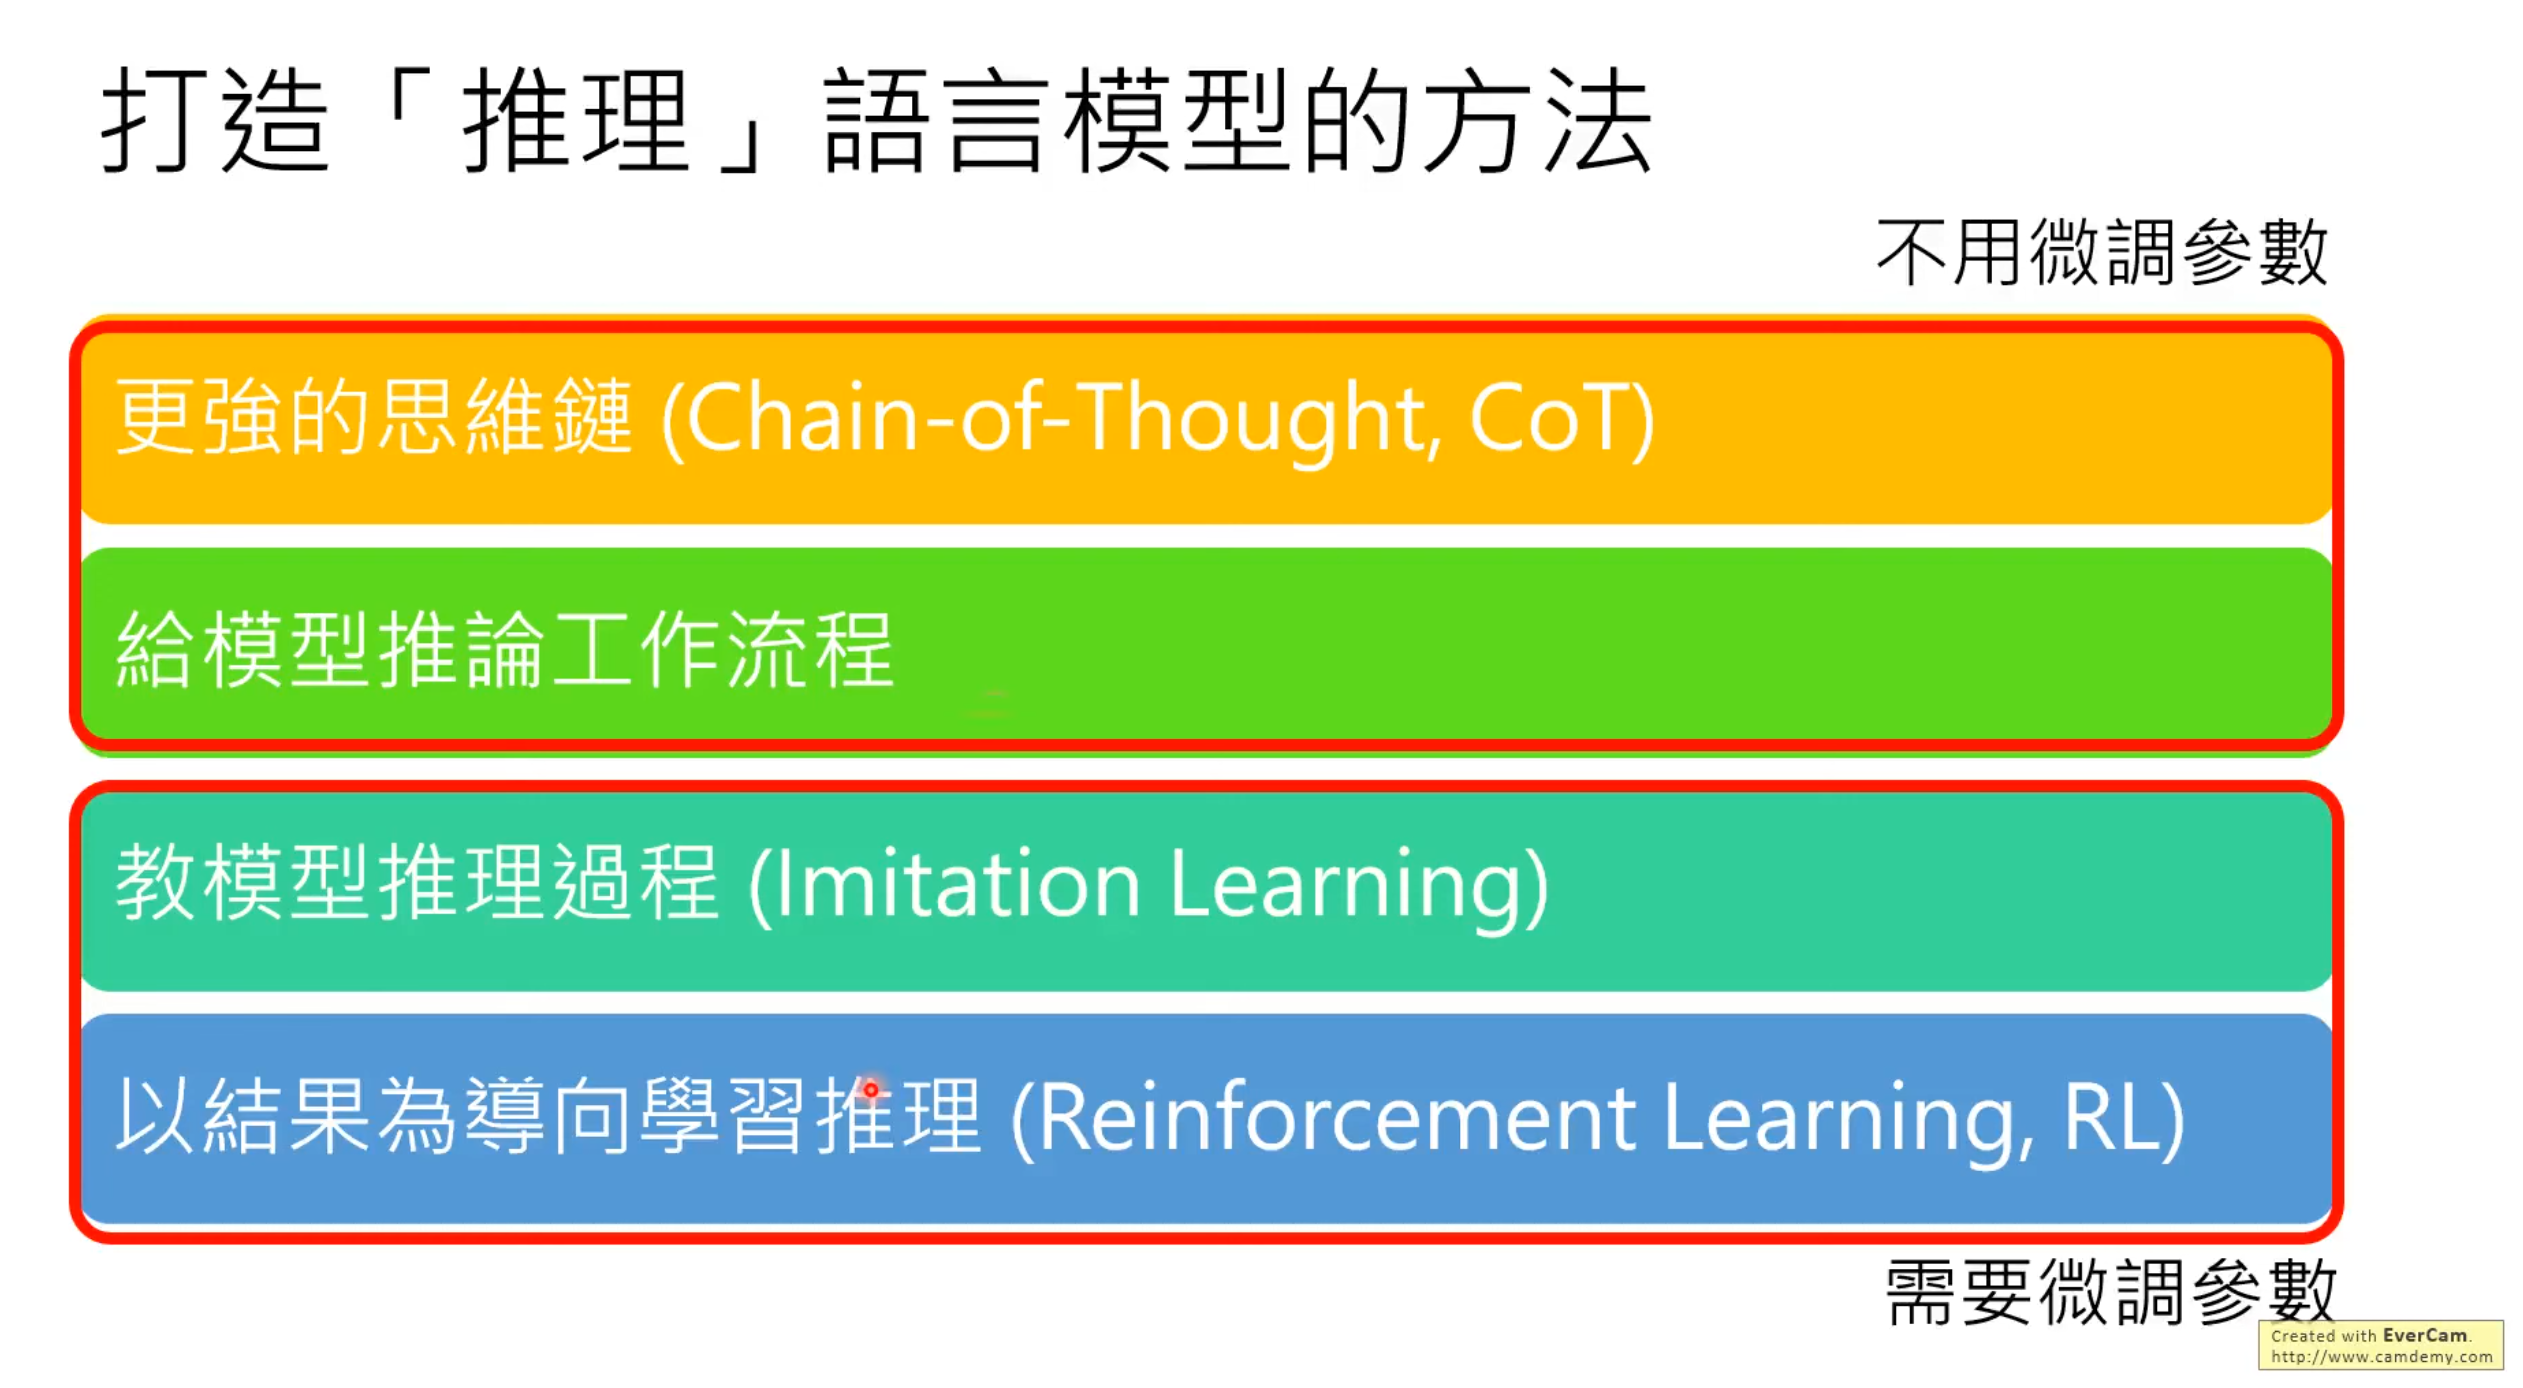 打造「推理」語言模型的方法
不用微調參數
更強的思維鏈 (Chain-of-Thought, CoT)
給模型推論工作流程
教模型推理過程 (Imitation Learning)
以結果為導向學習推理 (Reinforcement Learning, RL)
需要微調參數
Created with EverCam.
http://www.camdemy.com